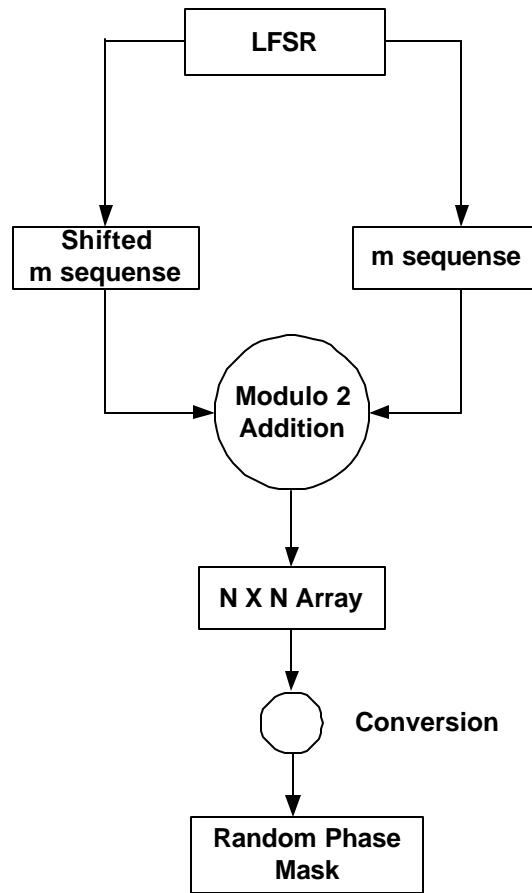 LFSR
Shifted
m sequense
m sequense
Modulo 2
Addition
N X N Array
Conversion
Random Phase
Mask